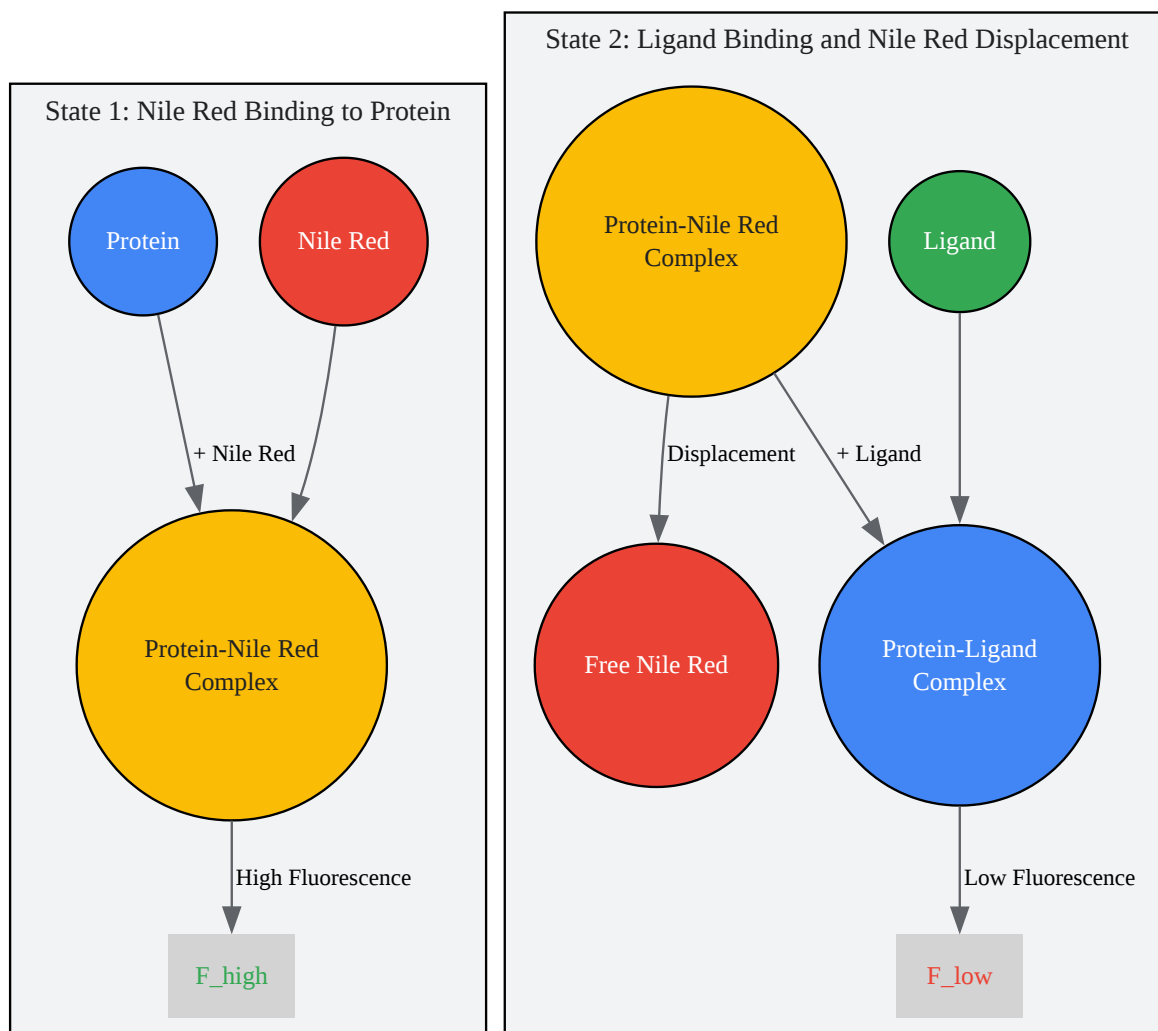 State 1: Nile Red Binding to Protein
Protein
Nile Red
+ Nile Red
Protein-Nile Red
Complex
High Fluorescence
F_high
State 2: Ligand Binding and Nile Red Displacement
Protein-Nile Red
Complex
Ligand
Displacement
+ Ligand
Free Nile Red
Protein-Ligand
Complex
Low Fluorescence
F_low